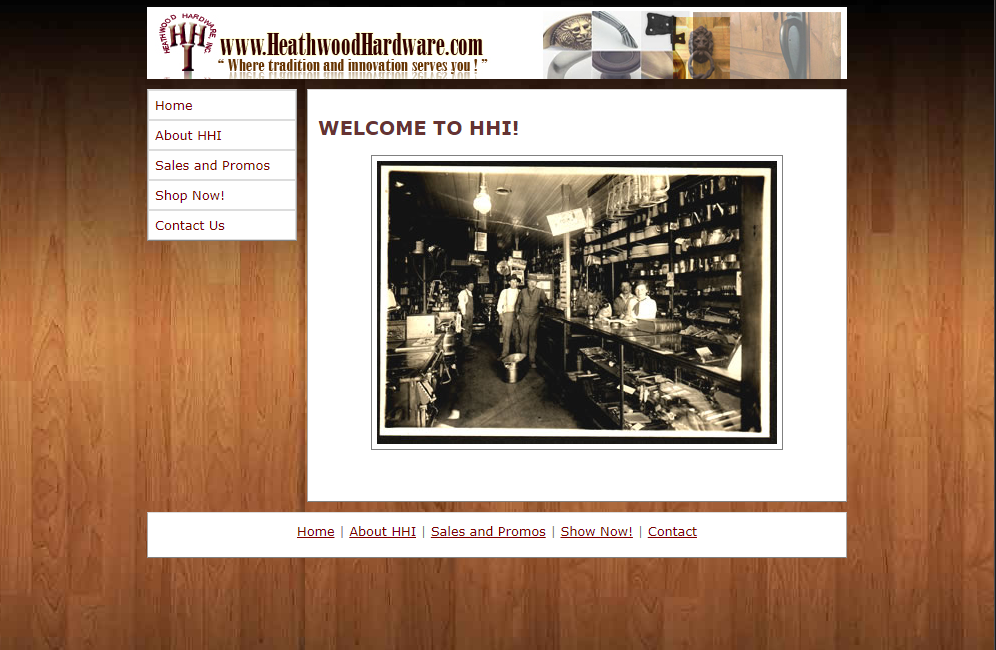 HEATHWOOD HARDWARE, INC
HHI
www.HeathwoodHardware.com
“ Where tradition and innovation serves you ! ”
Home
About HHI
Sales and Promos
Shop Now!
Contact Us
WELCOME TO HHI!
Home | About HHI | Sales and Promos | Show Now! | Contact